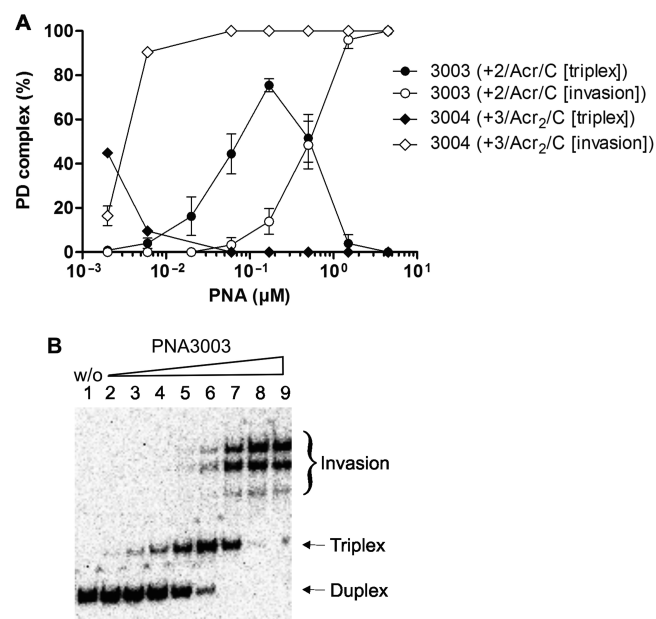 A
PD complex (%)
100
80
60
40
20
0
10⁻³ 10⁻² 10⁻¹ 10⁰ 10¹
PNA (µM)
3003 (+2/Acr/C [triplex])
3003 (+2/Acr/C [invasion])
3004 (+3/Acr₂/C [triplex])
3004 (+3/Acr₂/C [invasion])
B
PNA3003
w/o
1 2 3 4 5 6 7 8 9
Invasion
Triplex
Duplex